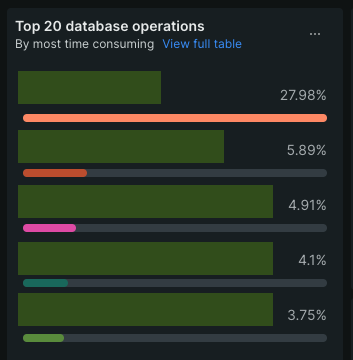 Top 20 database operations
By most time consuming View full table
27.98%
5.89%
4.91%
4.1%
3.75%